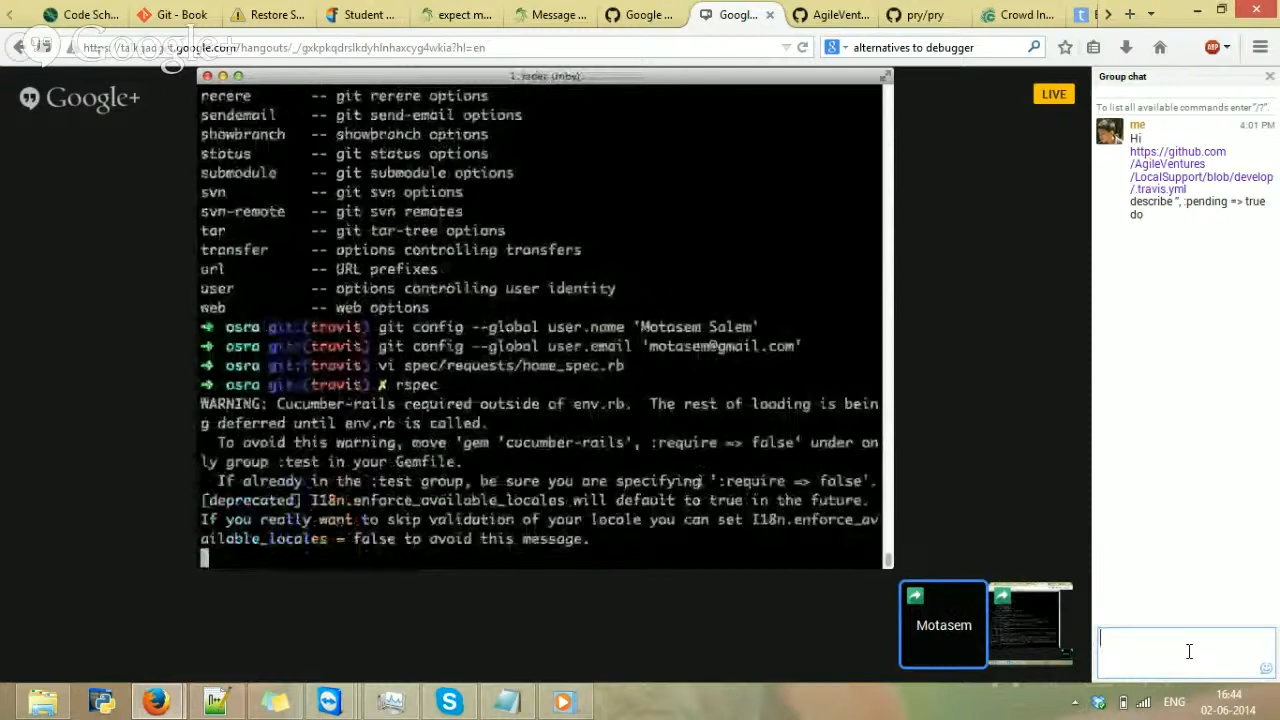 Code Sch...
Git - Book
Restore S...
Student ...
expect m...
Message ...
Google ...
Googl...
AgileVent...
pry/pry
Crowd In...
gxkpkqdrslkdyhlnhaxcyg4wkia?hl=en
alternatives to debugger
ABP
Google+
LIVE
rerere -- git rerere options
sendemail -- git send-email options
showbranch -- showbranch options
status -- git status options
submodule -- git submodule options
svn -- git svn options
svn-remote -- git svn remotes
tar -- git tar-tree options
transfer -- options controlling transfers
url -- URL prefixes
user -- options controlling user identity
web -- web options
➜ osra git:(travis) git config --global user.name 'Motasem Salem'
➜ osra git:(travis) git config --global user.email 'motasem@gmail.com'
➜ osra git:(travis) vi spec/requests/home_spec.rb
➜ osra git:(travis) ✗ rspec
WARNING: Cucumber-rails required outside of env.rb. The rest of loading is bein
g deferred until env.rb is called.
To avoid this warning, move 'gem 'cucumber-rails', :require => false' under on
ly group :test in your Gemfile.
If already in the :test group, be sure you are specifying ':require => false'.
[deprecated] I18n.enforce_available_locales will default to true in the future.
If you really want to skip validation of your locale you can set I18n.enforce_av
ailable_locales = false to avoid this message.
Motasem
Group chat
To list all available commands enter "/?".
me 4:01 PM
Hi
https://github.com
/AgileVentures
/LocalSupport/blob/develop
/.travis.yml
describe '', :pending => true
do
ENG
16:44
02-06-2014